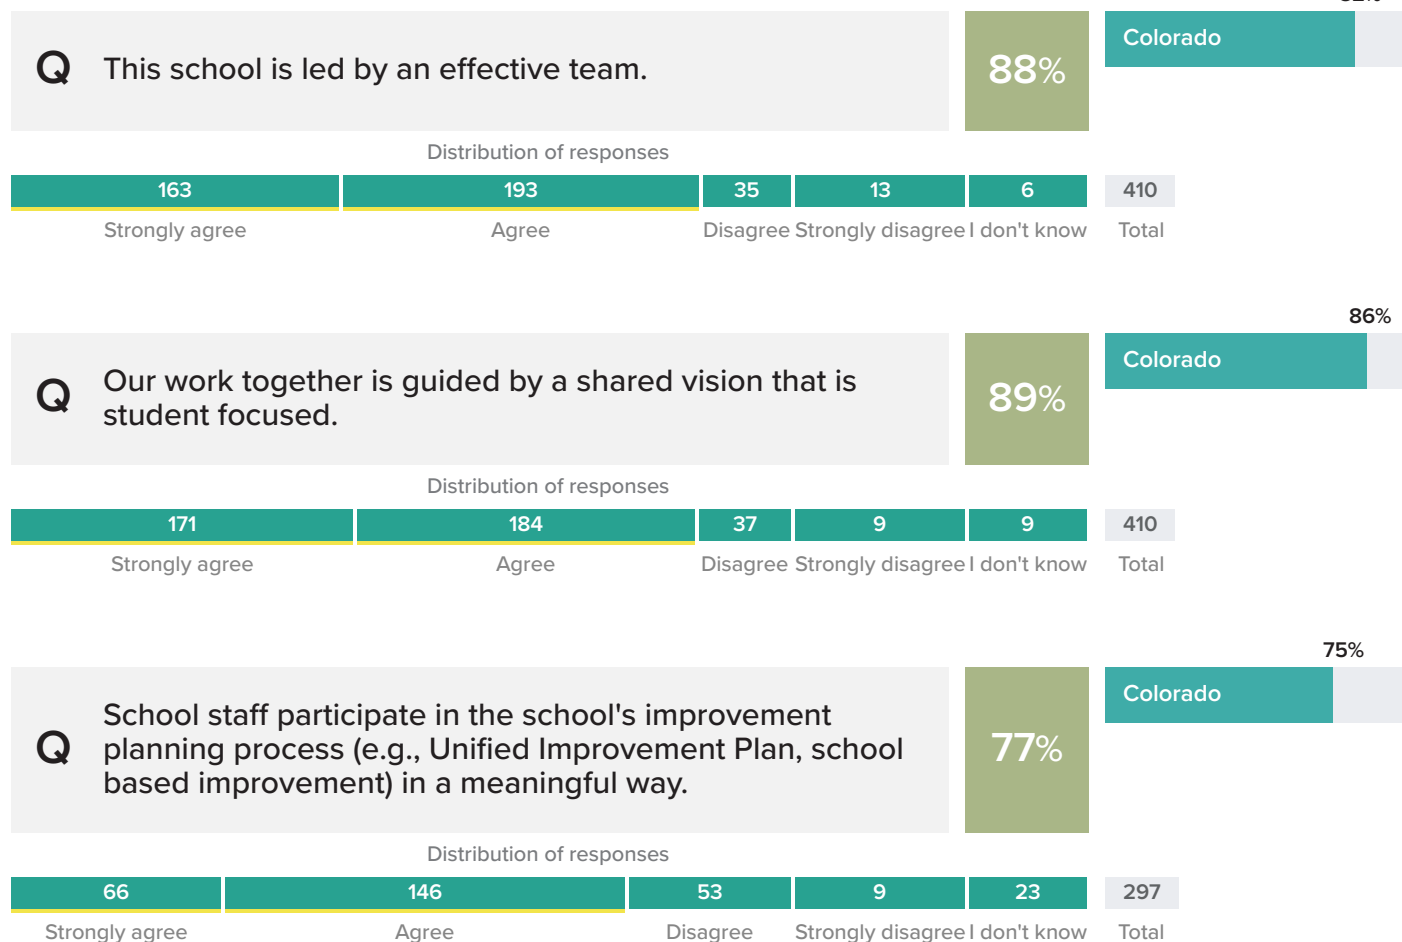 Q This school is led by an effective team.
88%
Colorado
Distribution of responses
163 193 35 13 6 410
Strongly agree Agree Disagree Strongly disagree I don't know Total
86%
Q Our work together is guided by a shared vision that is
student focused.
89%
Colorado
Distribution of responses
171 184 37 9 9 410
Strongly agree Agree Disagree Strongly disagree I don't know Total
75%
Q School staff participate in the school's improvement
planning process (e.g., Unified Improvement Plan, school
based improvement) in a meaningful way.
77%
Colorado
Distribution of responses
66 146 53 9 23 297
Strongly agree Agree Disagree Strongly disagree I don't know Total